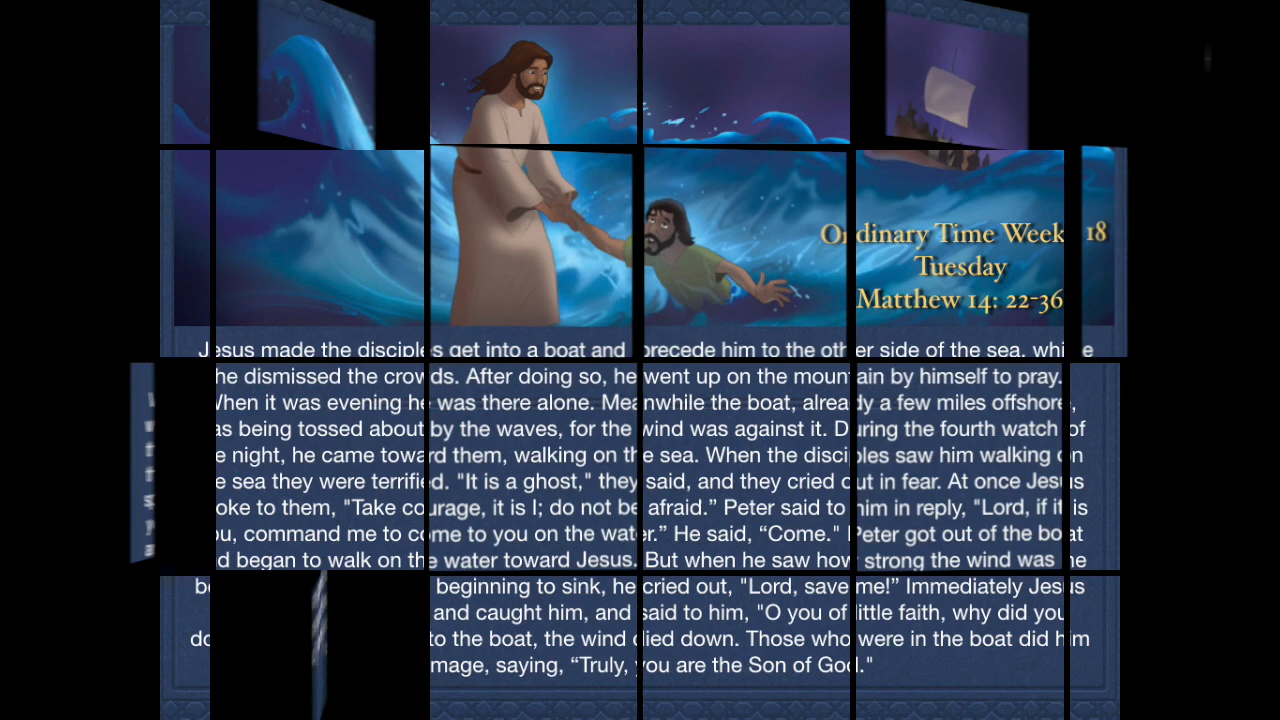 Ordinary Time Week 18
Tuesday
Matthew 14: 22-36
Jesus made the disciples get into a boat and precede him to the other side of the sea, while
he dismissed the crowds. After doing so, he went up on the mountain by himself to pray.
When it was evening he was there alone. Meanwhile the boat, already a few miles offshore,
as being tossed about by the waves, for the wind was against it. During the fourth watch of
e night, he came toward them, walking on the sea. When the disciples saw him walking on
e sea they were terrified. "It is a ghost," they said, and they cried out in fear. At once Jesus
oke to them, "Take courage, it is I; do not be afraid.” Peter said to him in reply, "Lord, if it is
ou, command me to come to you on the water.” He said, “Come." Peter got out of the boat
d began to walk on the water toward Jesus. But when he saw how strong the wind was he
be beginning to sink, he cried out, "Lord, save me!” Immediately Jesus
and caught him, and said to him, "O you of little faith, why did you
do to the boat, the wind died down. Those who were in the boat did him
mage, saying, “Truly, you are the Son of God."